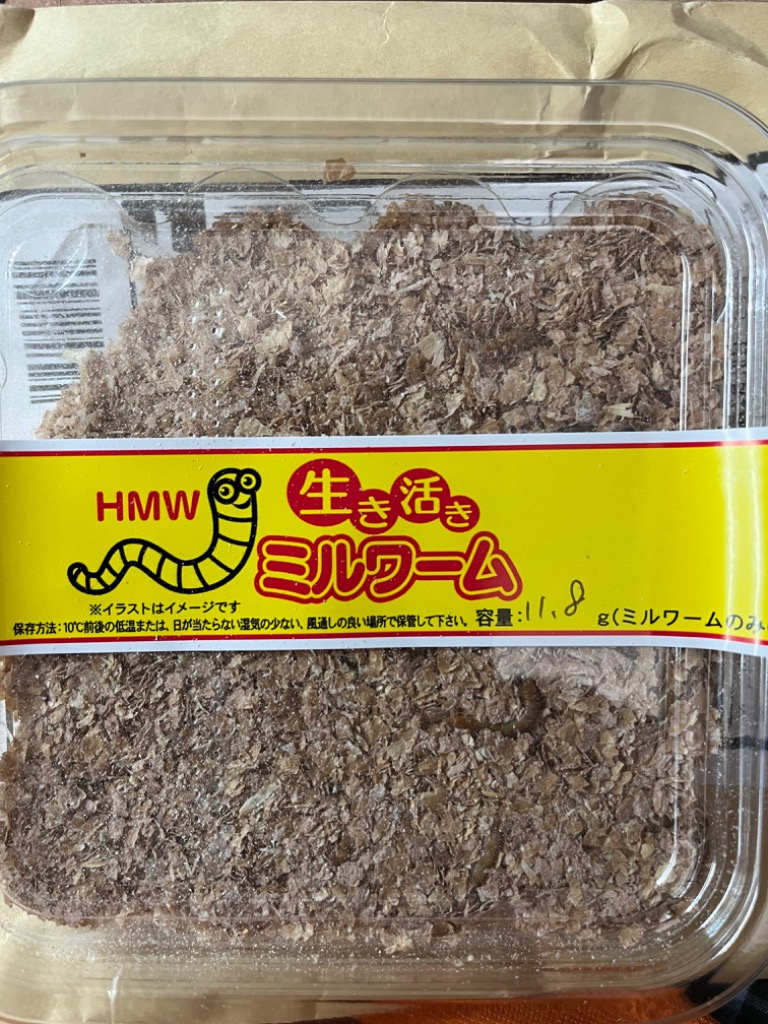 HMW
生き活き
ミルワーム
※イラストはイメージです
保存方法:10℃前後の低温または、日が当たらない湿気の少ない、風通しの良い場所で保管して下さい。 容量:11.8 g(ミルワームのみ